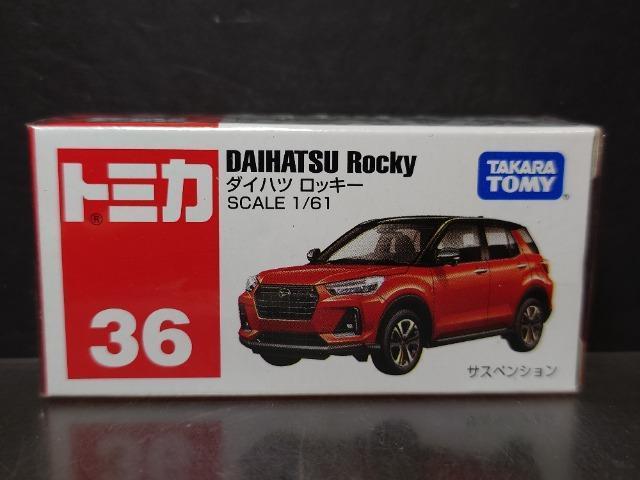 トミカ
®
36
DAIHATSU Rocky
ダイハツ ロッキー
SCALE 1/61
TAKARA
TOMY
®
サスペンション